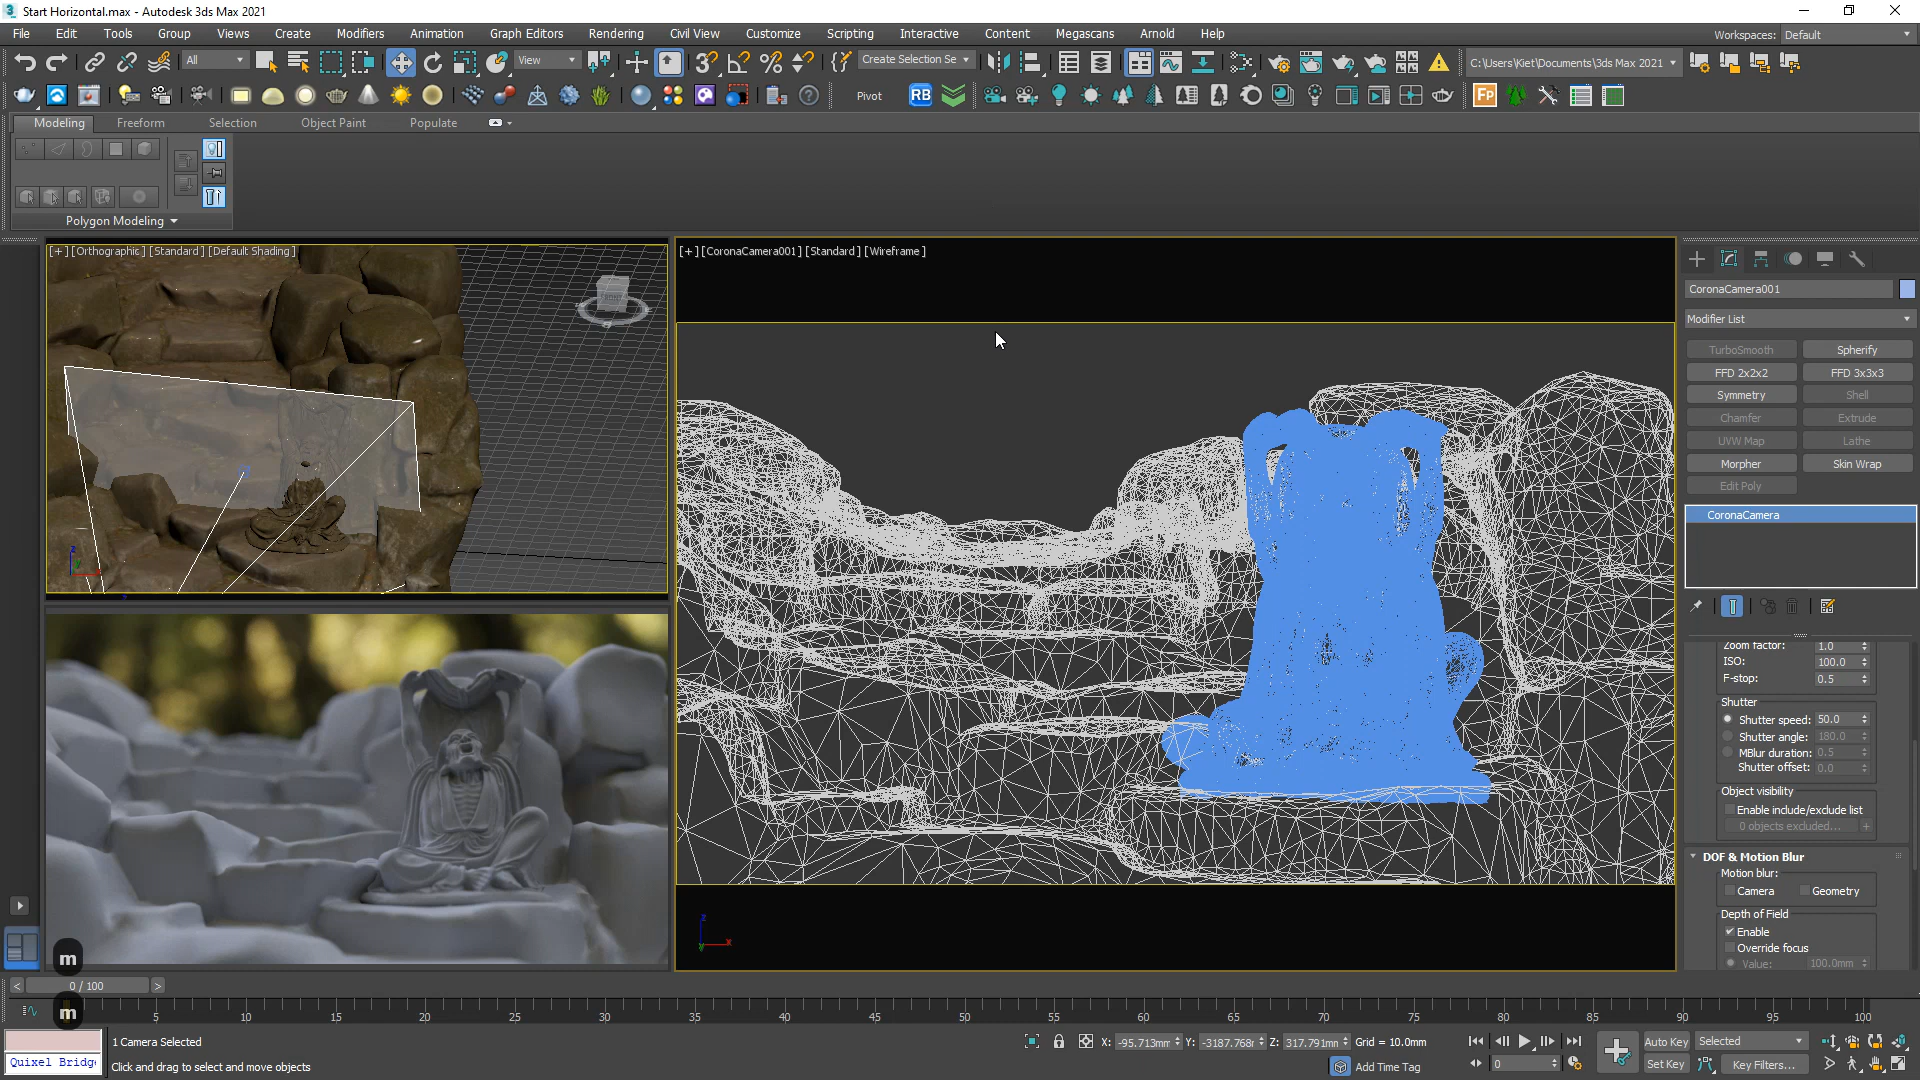 Start Horizontal.max - Autodesk 3ds Max 2021
File Edit Tools Group Views Create Modifiers Animation Graph Editors Rendering Civil View Customize Scripting Interactive Content Megascans Arnold Help
Workspaces: Default
All View Create Selection Se C:\Users\Kiet\Documents\3ds Max 2021
Pivot RB Fp
Modeling Freeform Selection Object Paint Populate
Polygon Modeling
[+][Orthographic][Standard][Default Shading]
[+][CoronaCamera001][Standard][Wireframe]
CoronaCamera001
Modifier List
TurboSmooth Spherify
FFD 2x2x2 FFD 3x3x3
Symmetry Shell
Chamfer Extrude
UVW Map Lathe
Morpher Skin Wrap
Edit Poly
CoronaCamera
Zoom factor: 1.0
ISO: 100.0
F-stop: 0.5
Shutter
Shutter speed: 50.0
Shutter angle: 180.0
MBlur duration: 0.5
Shutter offset: 0.0
Object visibility
Enable include/exclude list
0 objects excluded... +
DOF & Motion Blur
Motion blur:
Camera Geometry
Depth of Field
Enable
Override focus
Value: 100.0mm
m
< 0 / 100 >
m
5 10 15 20 25 30 35 40 45 50 55 60 65 70 75 80 85 90 95 100
1 Camera Selected
X: -95.713mm Y: -3187.768r Z: 317.791mm Grid = 10.0mm
Auto Key Selected
Quixel Bridg
Click and drag to select and move objects
Add Time Tag
0
Set Key Key Filters...